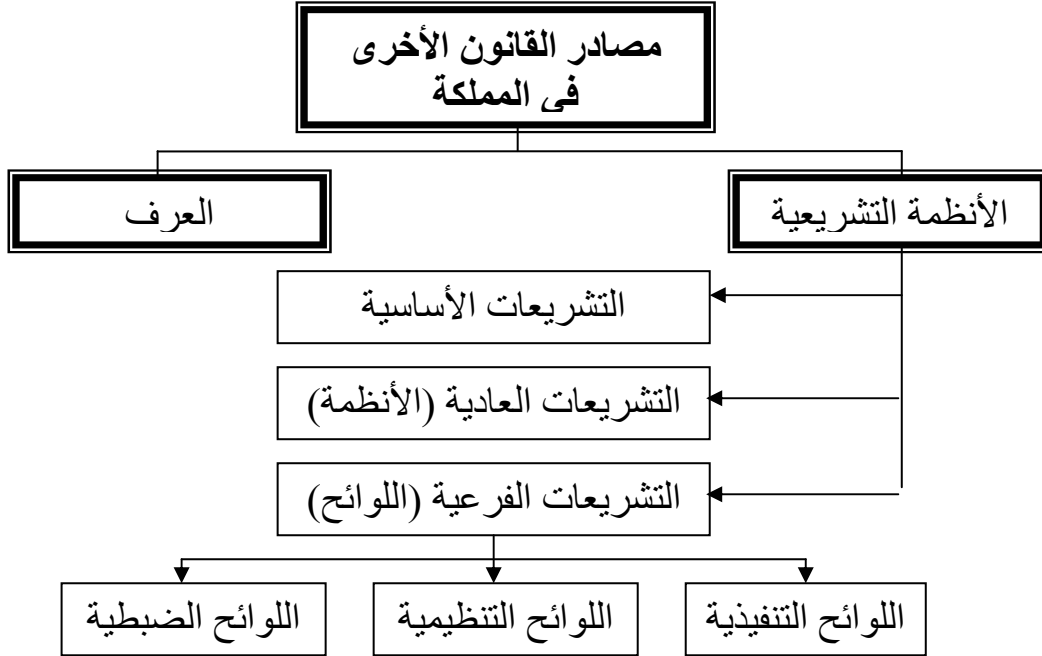 مصادر القانون الأخرى
في المملكة
الأنظمة التشريعية
العرف
التشريعات الأساسية
التشريعات العادية (الأنظمة)
التشريعات الفرعية (اللوائح)
اللوائح التنفيذية
اللوائح التنظيمية
اللوائح الضبطية